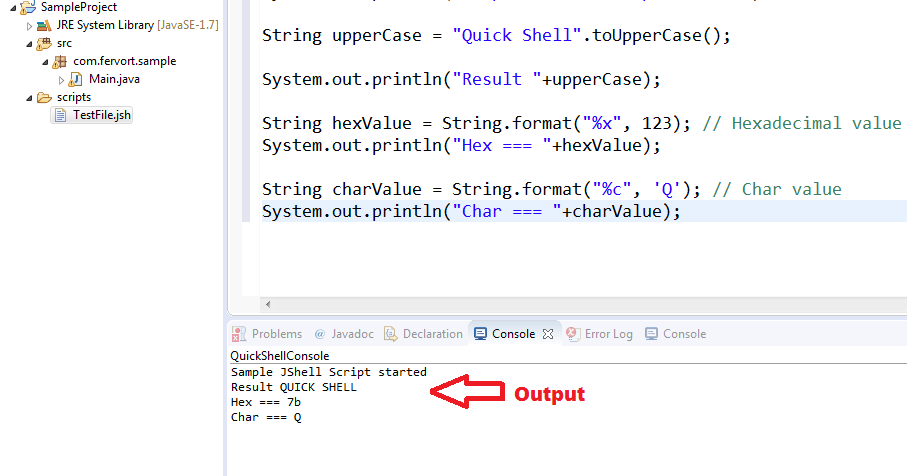 SampleProject
JRE System Library [JavaSE-1.7]
src
com.fervort.sample
Main.java
scripts
TestFile.jsh
String upperCase = "Quick Shell".toUpperCase();
System.out.println("Result "+upperCase);
String hexValue = String.format("%x", 123); // Hexadecimal value
System.out.println("Hex === "+hexValue);
String charValue = String.format("%c", 'Q'); // Char value
System.out.println("Char === "+charValue);
Problems @ Javadoc Declaration Console Error Log Console
QuickShellConsole
Sample JShell Script started
Result QUICK SHELL
Hex === 7b
Char === Q
Output